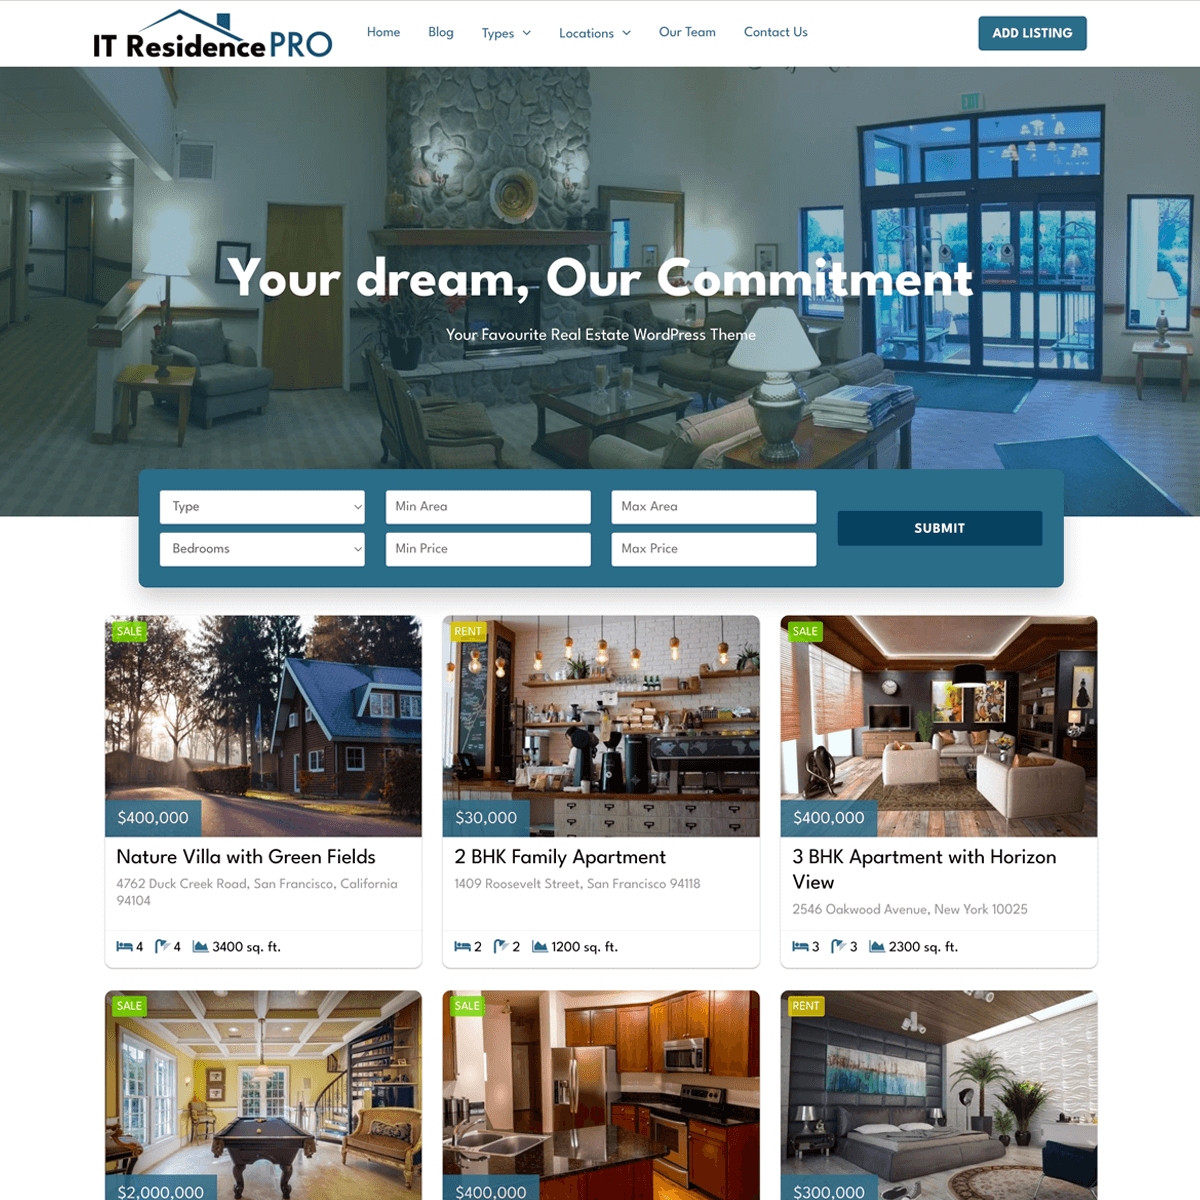 IT Residence PRO
Home
Blog
Types
Locations
Our Team
Contact Us
ADD LISTING
EXIT
Your dream, Our Commitment
Your Favourite Real Estate WordPress Theme
Type
Min Area
Max Area
SUBMIT
Bedrooms
Min Price
Max Price
SALE
RENT
SALE
$400,000
$30,000
$400,000
Nature Villa with Green Fields
4762 Duck Creek Road, San Francisco, California
94104
4 4 3400 sq. ft.
2 BHK Family Apartment
1409 Roosevelt Street, San Francisco 94118
2 2 1200 sq. ft.
3 BHK Apartment with Horizon
View
2546 Oakwood Avenue, New York 10025
3 3 2300 sq. ft.
SALE
SALE
RENT
$2,000,000
$400,000
$300,000